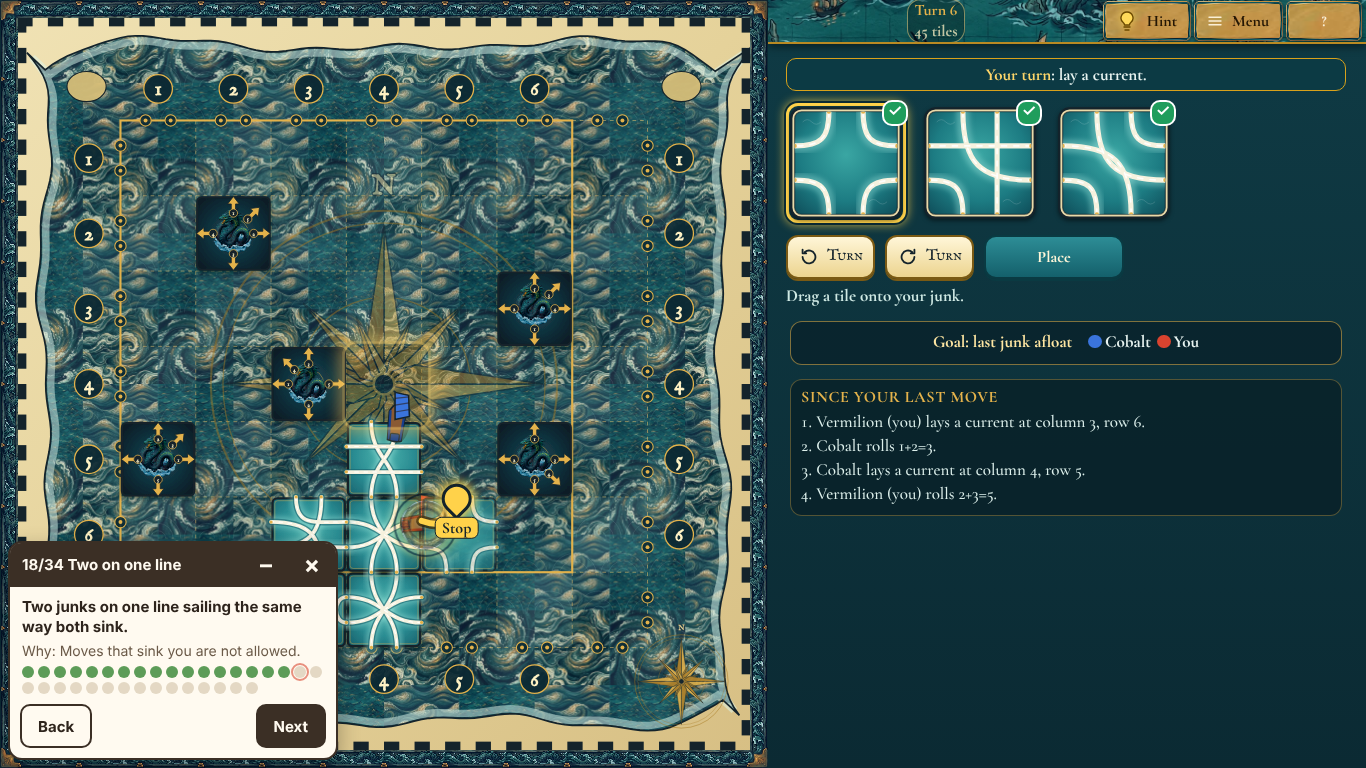 Turn 6
45 tiles
Hint
Menu
?
Your turn: lay a current.
Turn
Turn
Place
Drag a tile onto your junk.
Goal: last junk afloat
Cobalt
You
SINCE YOUR LAST MOVE
1. Vermilion (you) lays a current at column 3, row 6.
2. Cobalt rolls 1+2=3.
3. Cobalt lays a current at column 4, row 5.
4. Vermilion (you) rolls 2+3=5.
1 2 3 4 5 6
1 1
N
2 2
3 3
4 4
5 5
Stop
6 6
N
4 5 6
18/34 Two on one line
Two junks on one line sailing the same
way both sink.
Why: Moves that sink you are not allowed.
Back
Next